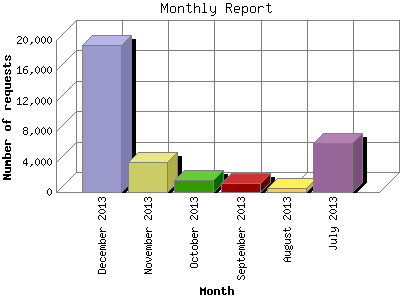 Monthly Report
Number of requests
20,000
16,000
12,000
8,000
4,000
0
December 2013
November 2013
October 2013
September 2013
August 2013
July 2013
Month